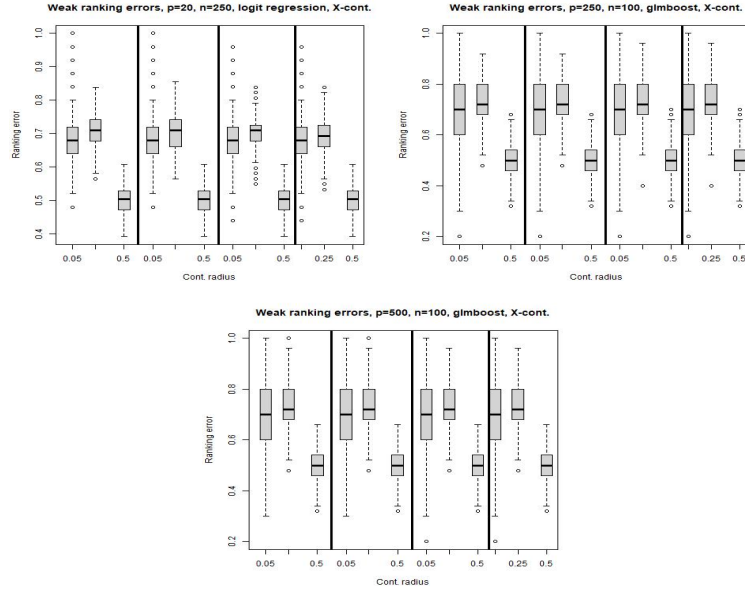 Weak ranking errors, p=20, n=250, logit regression, X-cont.
Ranking error
1.0
0.9
0.8
0.7
0.6
0.5
0.4
0.05 0.5 0.05 0.5 0.05 0.5 0.05 0.25 0.5
Cont. radius
Weak ranking errors, p=250, n=100, glmboost, X-cont.
Ranking error
1.0
0.8
0.6
0.4
0.2
0.05 0.5 0.05 0.5 0.05 0.5 0.05 0.25 0.5
Cont. radius
Weak ranking errors, p=500, n=100, glmboost, X-cont.
Ranking error
1.0
0.8
0.6
0.4
0.2
0.05 0.5 0.05 0.5 0.05 0.5 0.05 0.25 0.5
Cont. radius